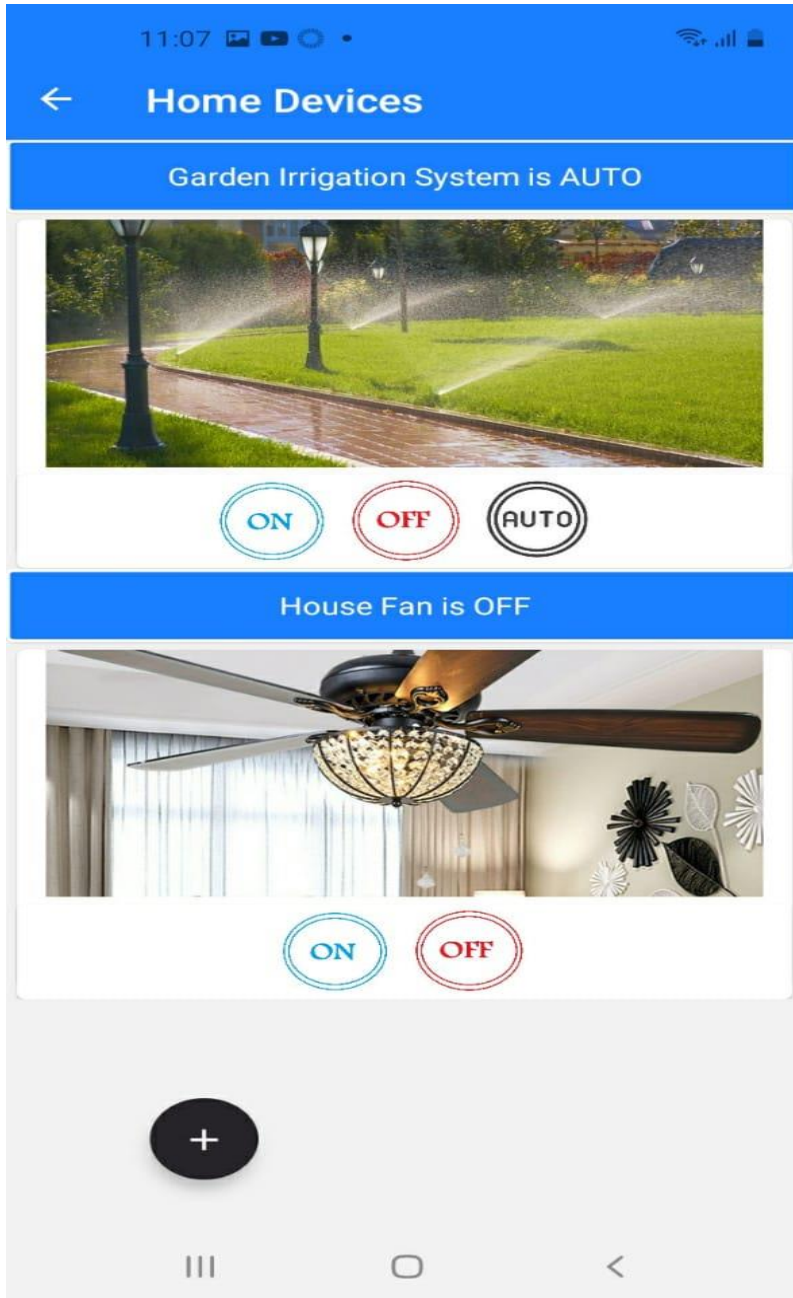 11:07
Home Devices
Garden Irrigation System is AUTO
ON OFF AUTO
House Fan is OFF
ON OFF
+